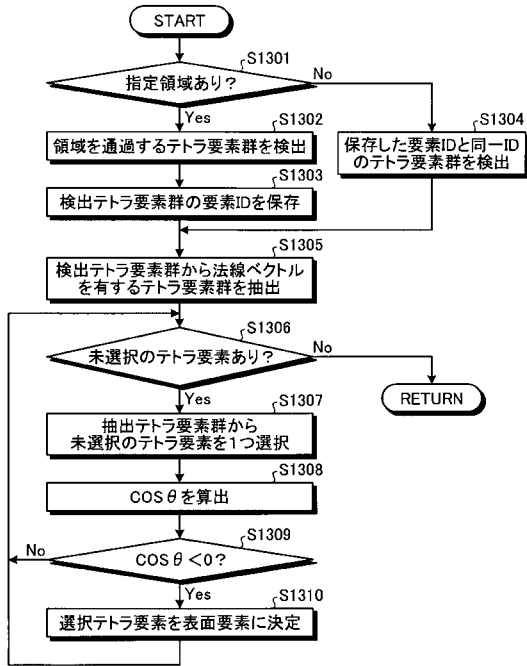 START
S1301
指定領域あり?
No
Yes
S1302
領域を通過するテトラ要素群を検出
S1304
保存した要素IDと同一ID
のテトラ要素群を検出
S1303
検出テトラ要素群の要素IDを保存
S1305
検出テトラ要素群から法線ベクトル
を有するテトラ要素群を抽出
S1306
未選択のテトラ要素あり?
No
RETURN
Yes
S1307
抽出テトラ要素群から
未選択のテトラ要素を1つ選択
S1308
COSθを算出
S1309
COSθ<0?
No
Yes
S1310
選択テトラ要素を表面要素に決定